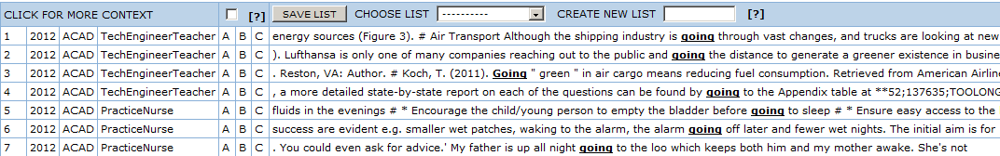 CLICK FOR MORE CONTEXT [?] SAVE LIST CHOOSE LIST ---------- CREATE NEW LIST [?]
1 2012 ACAD TechEngineerTeacher A B C energy sources (Figure 3). # Air Transport Although the shipping industry is going through vast changes, and trucks are looking at new
2 2012 ACAD TechEngineerTeacher A B C ). Lufthansa is only one of many companies reaching out to the public and going the distance to generate a greener existence in busine
3 2012 ACAD TechEngineerTeacher A B C . Reston, VA: Author. # Koch, T. (2011). Going " green " in air cargo means reducing fuel consumption. Retrieved from American Airline
4 2012 ACAD TechEngineerTeacher A B C , a more detailed state-by-state report on each of the questions can be found by going to the Appendix table at **52;137635;TOOLONG
5 2012 ACAD PracticeNurse A B C fluids in the evenings # * Encourage the child/young person to empty the bladder before going to sleep # * Ensure easy access to the
6 2012 ACAD PracticeNurse A B C success are evident e.g. smaller wet patches, waking to the alarm, the alarm going off later and fewer wet nights. The initial aim is for
7 2012 ACAD PracticeNurse A B C . You could even ask for advice.' My father is up all night going to the loo which keeps both him and my mother awake. She's not